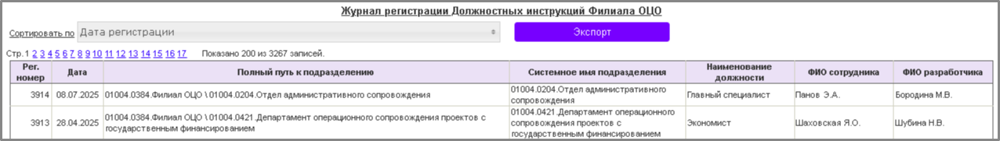 Журнал регистрации Должностных инструкций Филиала ОЦО
Сортировать по Дата регистрации Экспорт
Стр.1 2 3 4 5 6 7 8 9 10 11 12 13 14 15 16 17 Показано 200 из 3267 записей.
Рег. номер Дата Полный путь к подразделению Системное имя подразделения Наименование должности ФИО сотрудника ФИО разработчика
3914 08.07.2025 01004.0384.Филиал ОЦО \ 01004.0204.Отдел административного сопровождения 01004.0204.Отдел административного сопровождения Главный специалист Панов Э.А. Бородина М.В.
3913 28.04.2025 01004.0384.Филиал ОЦО \ 01004.0421.Департамент операционного сопровождения проектов с государственным финансированием 01004.0421.Департамент операционного сопровождения проектов с государственным финансированием Экономист Шаховская Я.О. Шубина Н.В.